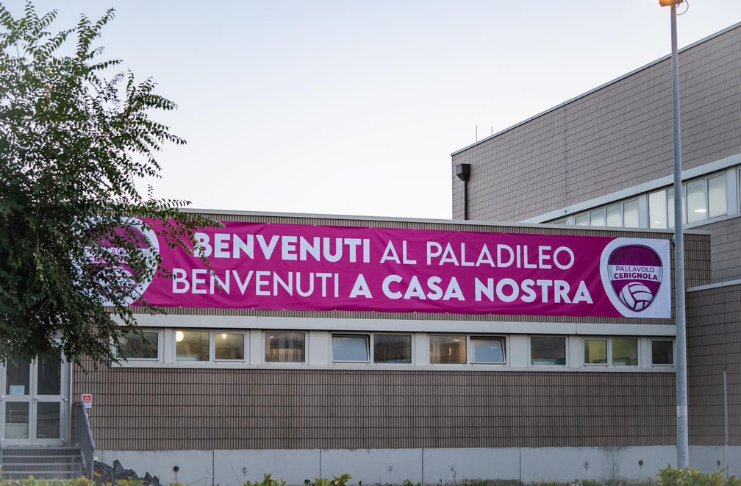 BENVENUTI AL PALADILEO
BENVENUTI A CASA NOSTRA
PALLAVOLO
CERIGNOLA